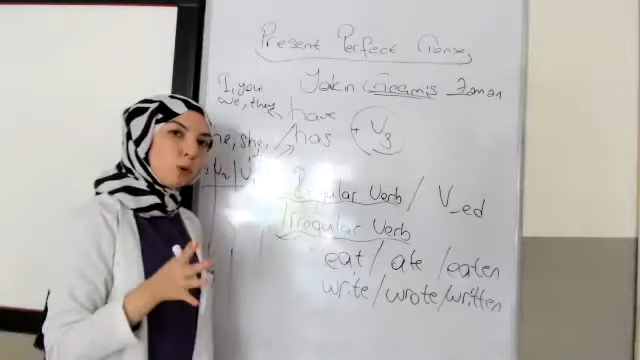 Present Perfect Tense
Yakın Geçmiş Zaman
I, you
we, they
have
he, she,
has
+ V3
Regular Verb / V_ed
Irregular Verb
eat / ate / eaten
write / wrote / written